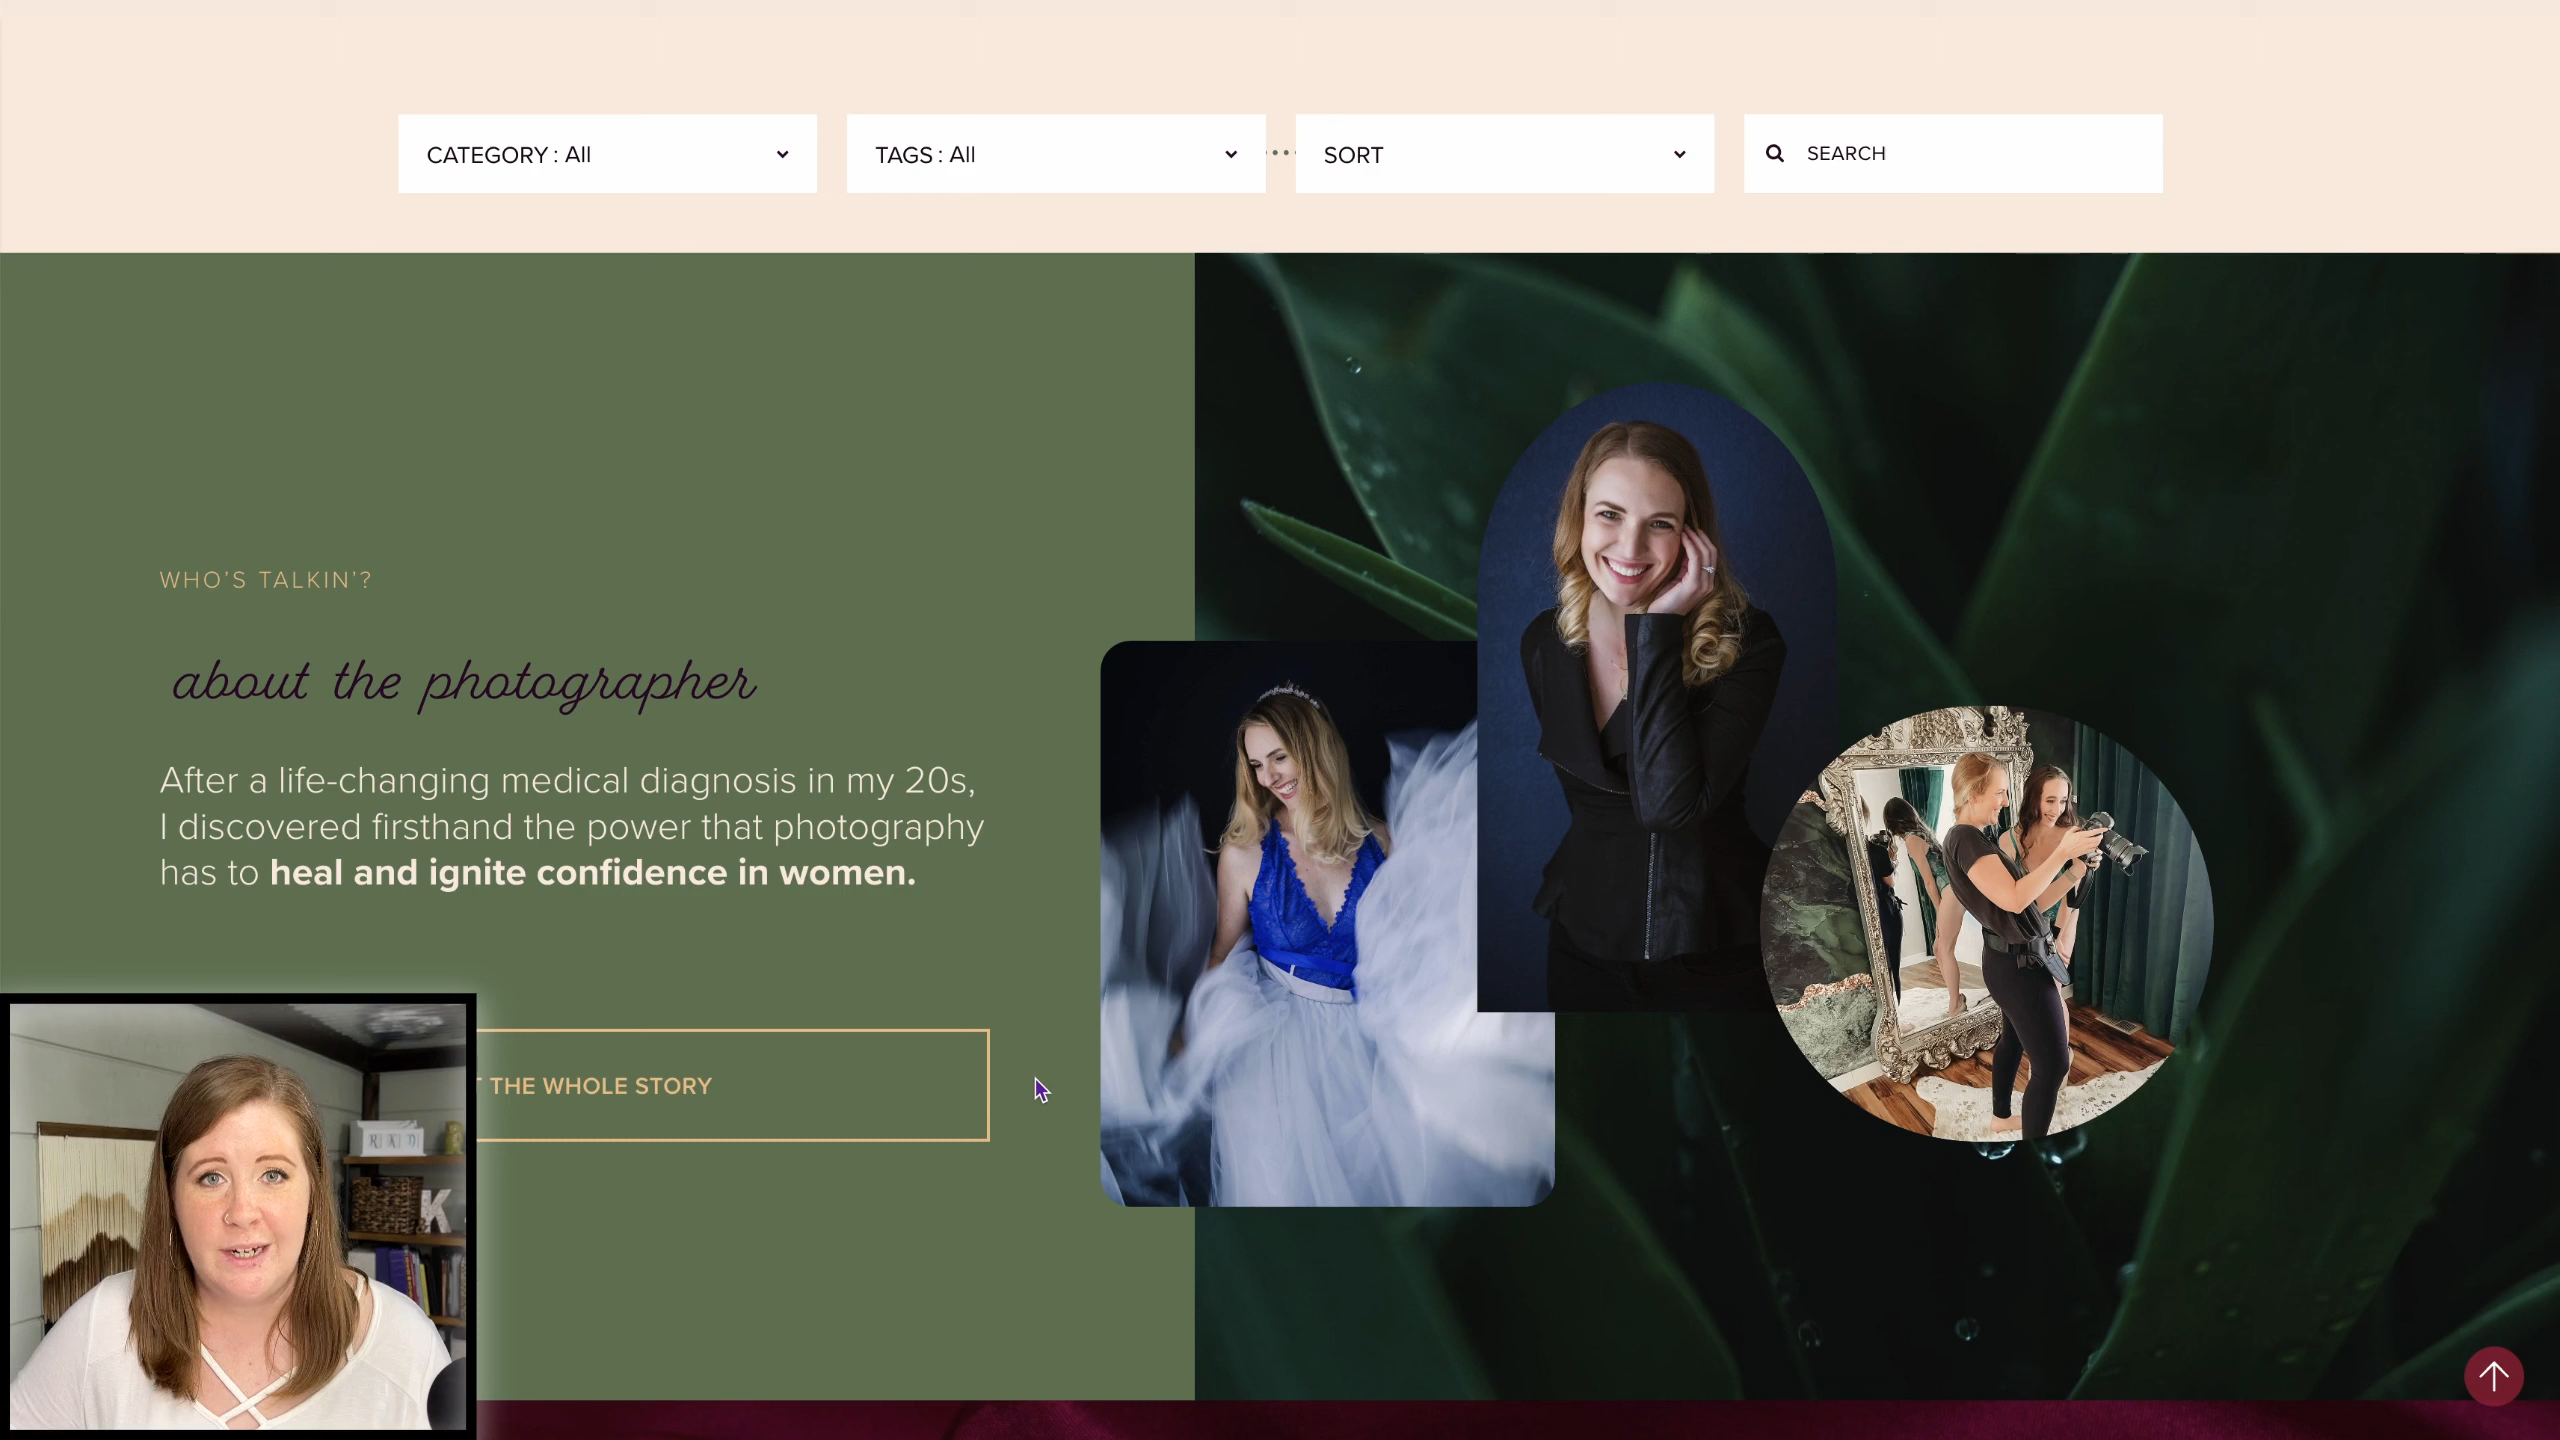 CATEGORY : All
TAGS : All
SORT
SEARCH
WHO'S TALKIN'?
about the photographer
After a life-changing medical diagnosis in my 20s,
I discovered firsthand the power that photography
has to heal and ignite confidence in women.
THE WHOLE STORY
K